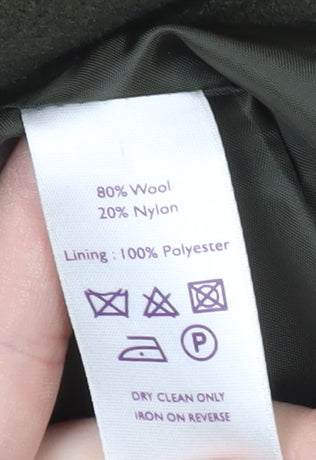 80% Wool
20% Nylon
Lining : 100% Polyester
P
DRY CLEAN ONLY
IRON ON REVERSE